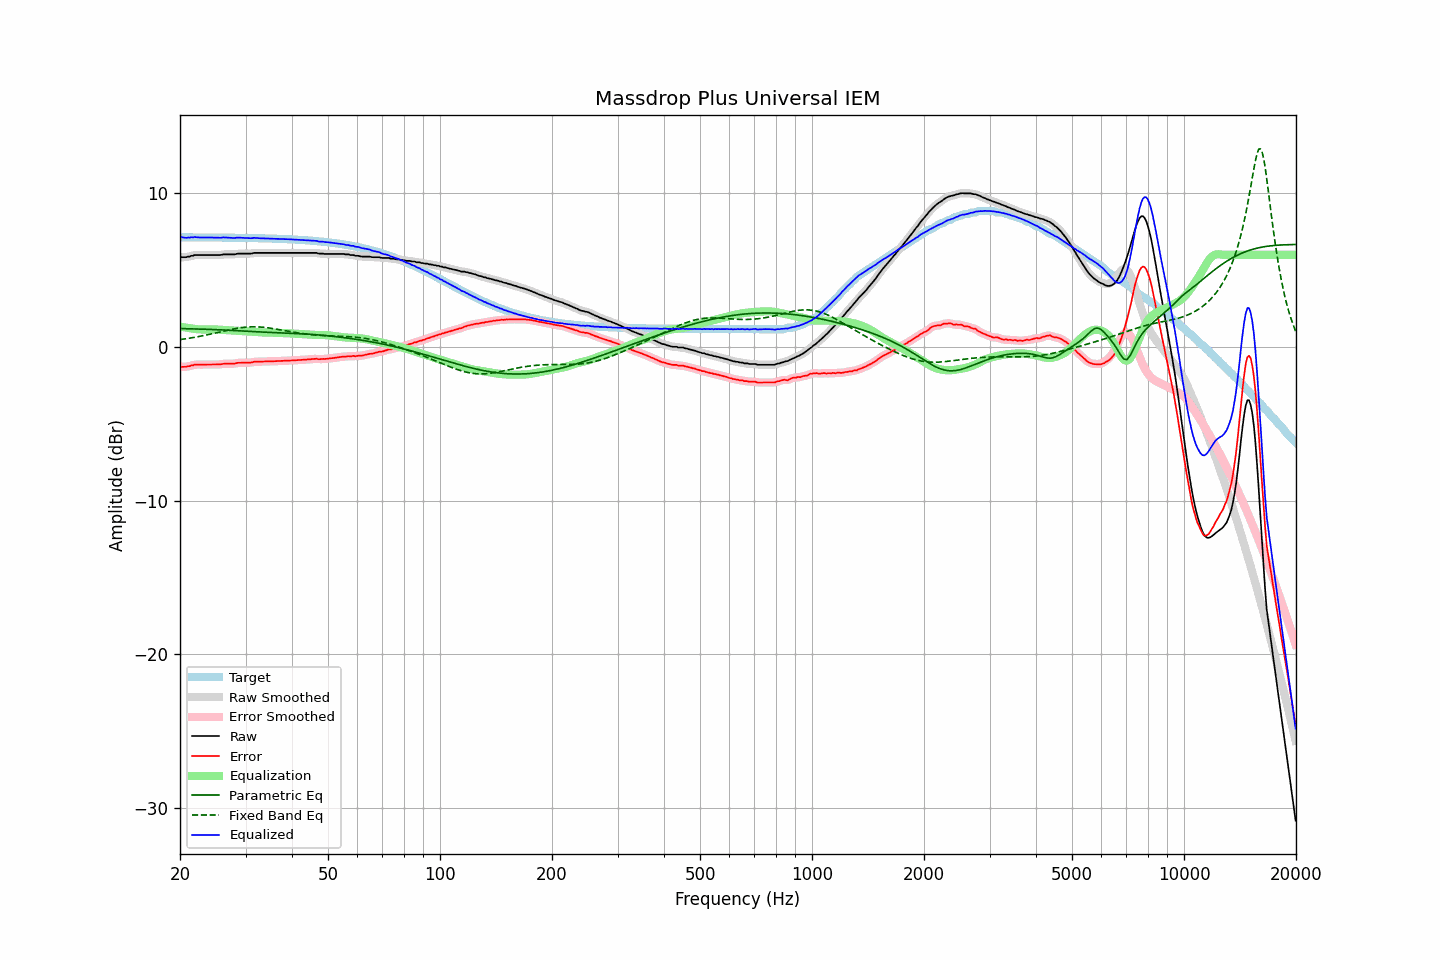 Massdrop Plus Universal IEM
Amplitude (dBr)
10
0
−10
−20
−30
Target
Raw Smoothed
Error Smoothed
Raw
Error
Equalization
Parametric Eq
Fixed Band Eq
Equalized
20 50 100 200 500 1000 2000 5000 10000 20000
Frequency (Hz)